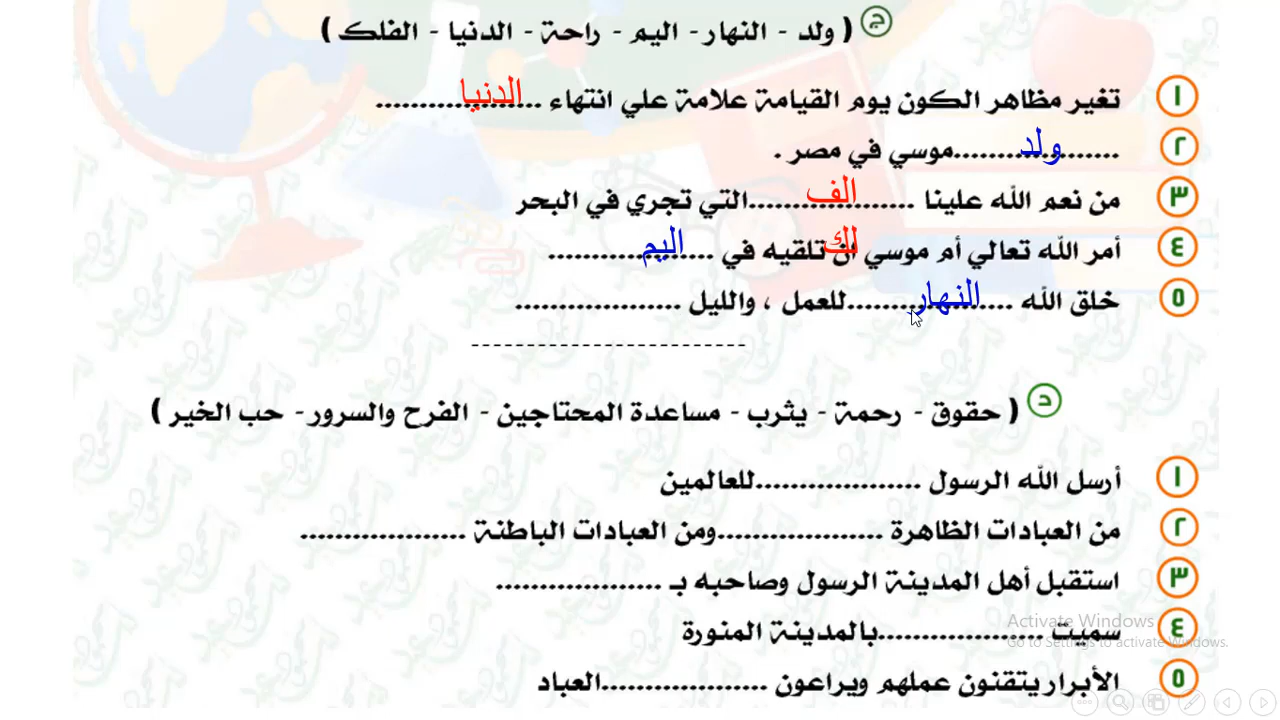 ج ( ولد - النهار - اليم - راحة - الدنيا - الفلك )
١ تغير مظاهر الكون يوم القيامة علامة علي انتهاء .................. الدنيا ..................
٢ .................. ولد ..................موسي في مصر .
٣ من نعم الله علينا .................. الف ..................التي تجري في البحر
لك
٤ أمر الله تعالي أم موسي أن تلقيه في .................. اليم ..................
٥ خلق الله .................. النهار ..................للعمل ، والليل ..................
-------------------------
د ( حقوق - رحمة - يثرب - مساعدة المحتاجين - الفرح والسرور - حب الخير )
١ أرسل الله الرسول ..................للعالمين
٢ من العبادات الظاهرة ..................ومن العبادات الباطنة ..................
٣ استقبل أهل المدينة الرسول وصاحبه بـ ..................
٤ سميت ..................بالمدينة المنورة
٥ الأبرار يتقنون عملهم ويراعون ..................العباد
Activate Windows
Go to Settings to activate Windows.